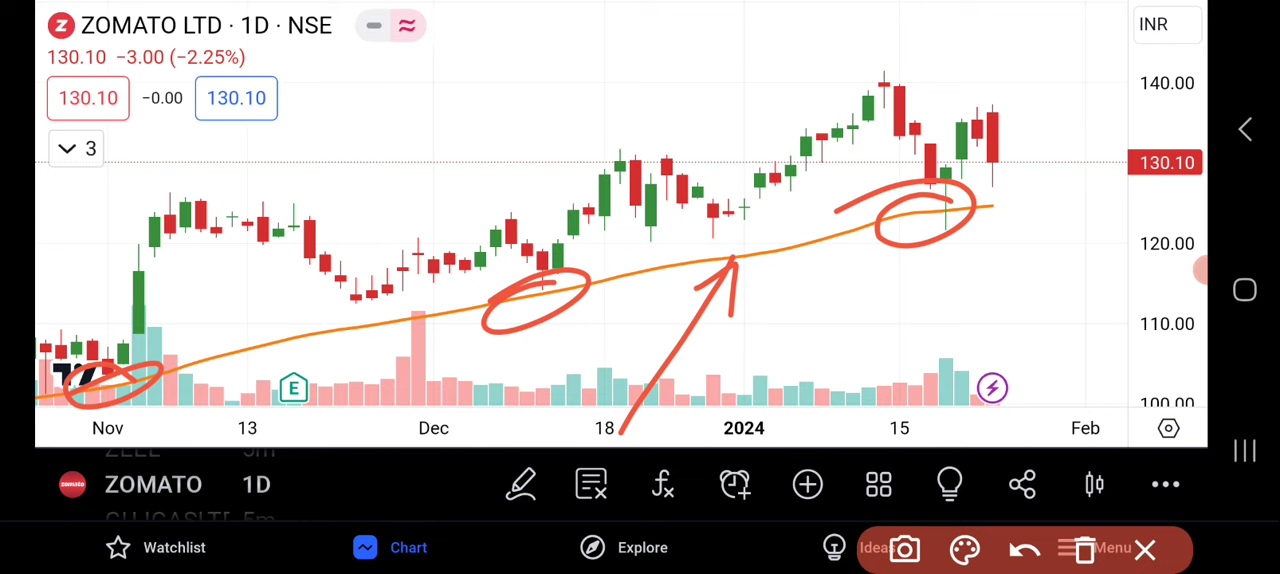 Z ZOMATO LTD · 1D · NSE
INR
130.10 −3.00 (−2.25%)
130.10 −0.00 130.10
3
140.00
130.10
120.00
110.00
100.00
E
Nov 13 Dec 18 2024 15 Feb
ZOMATO 1D
Watchlist Chart Explore Ideas Menu